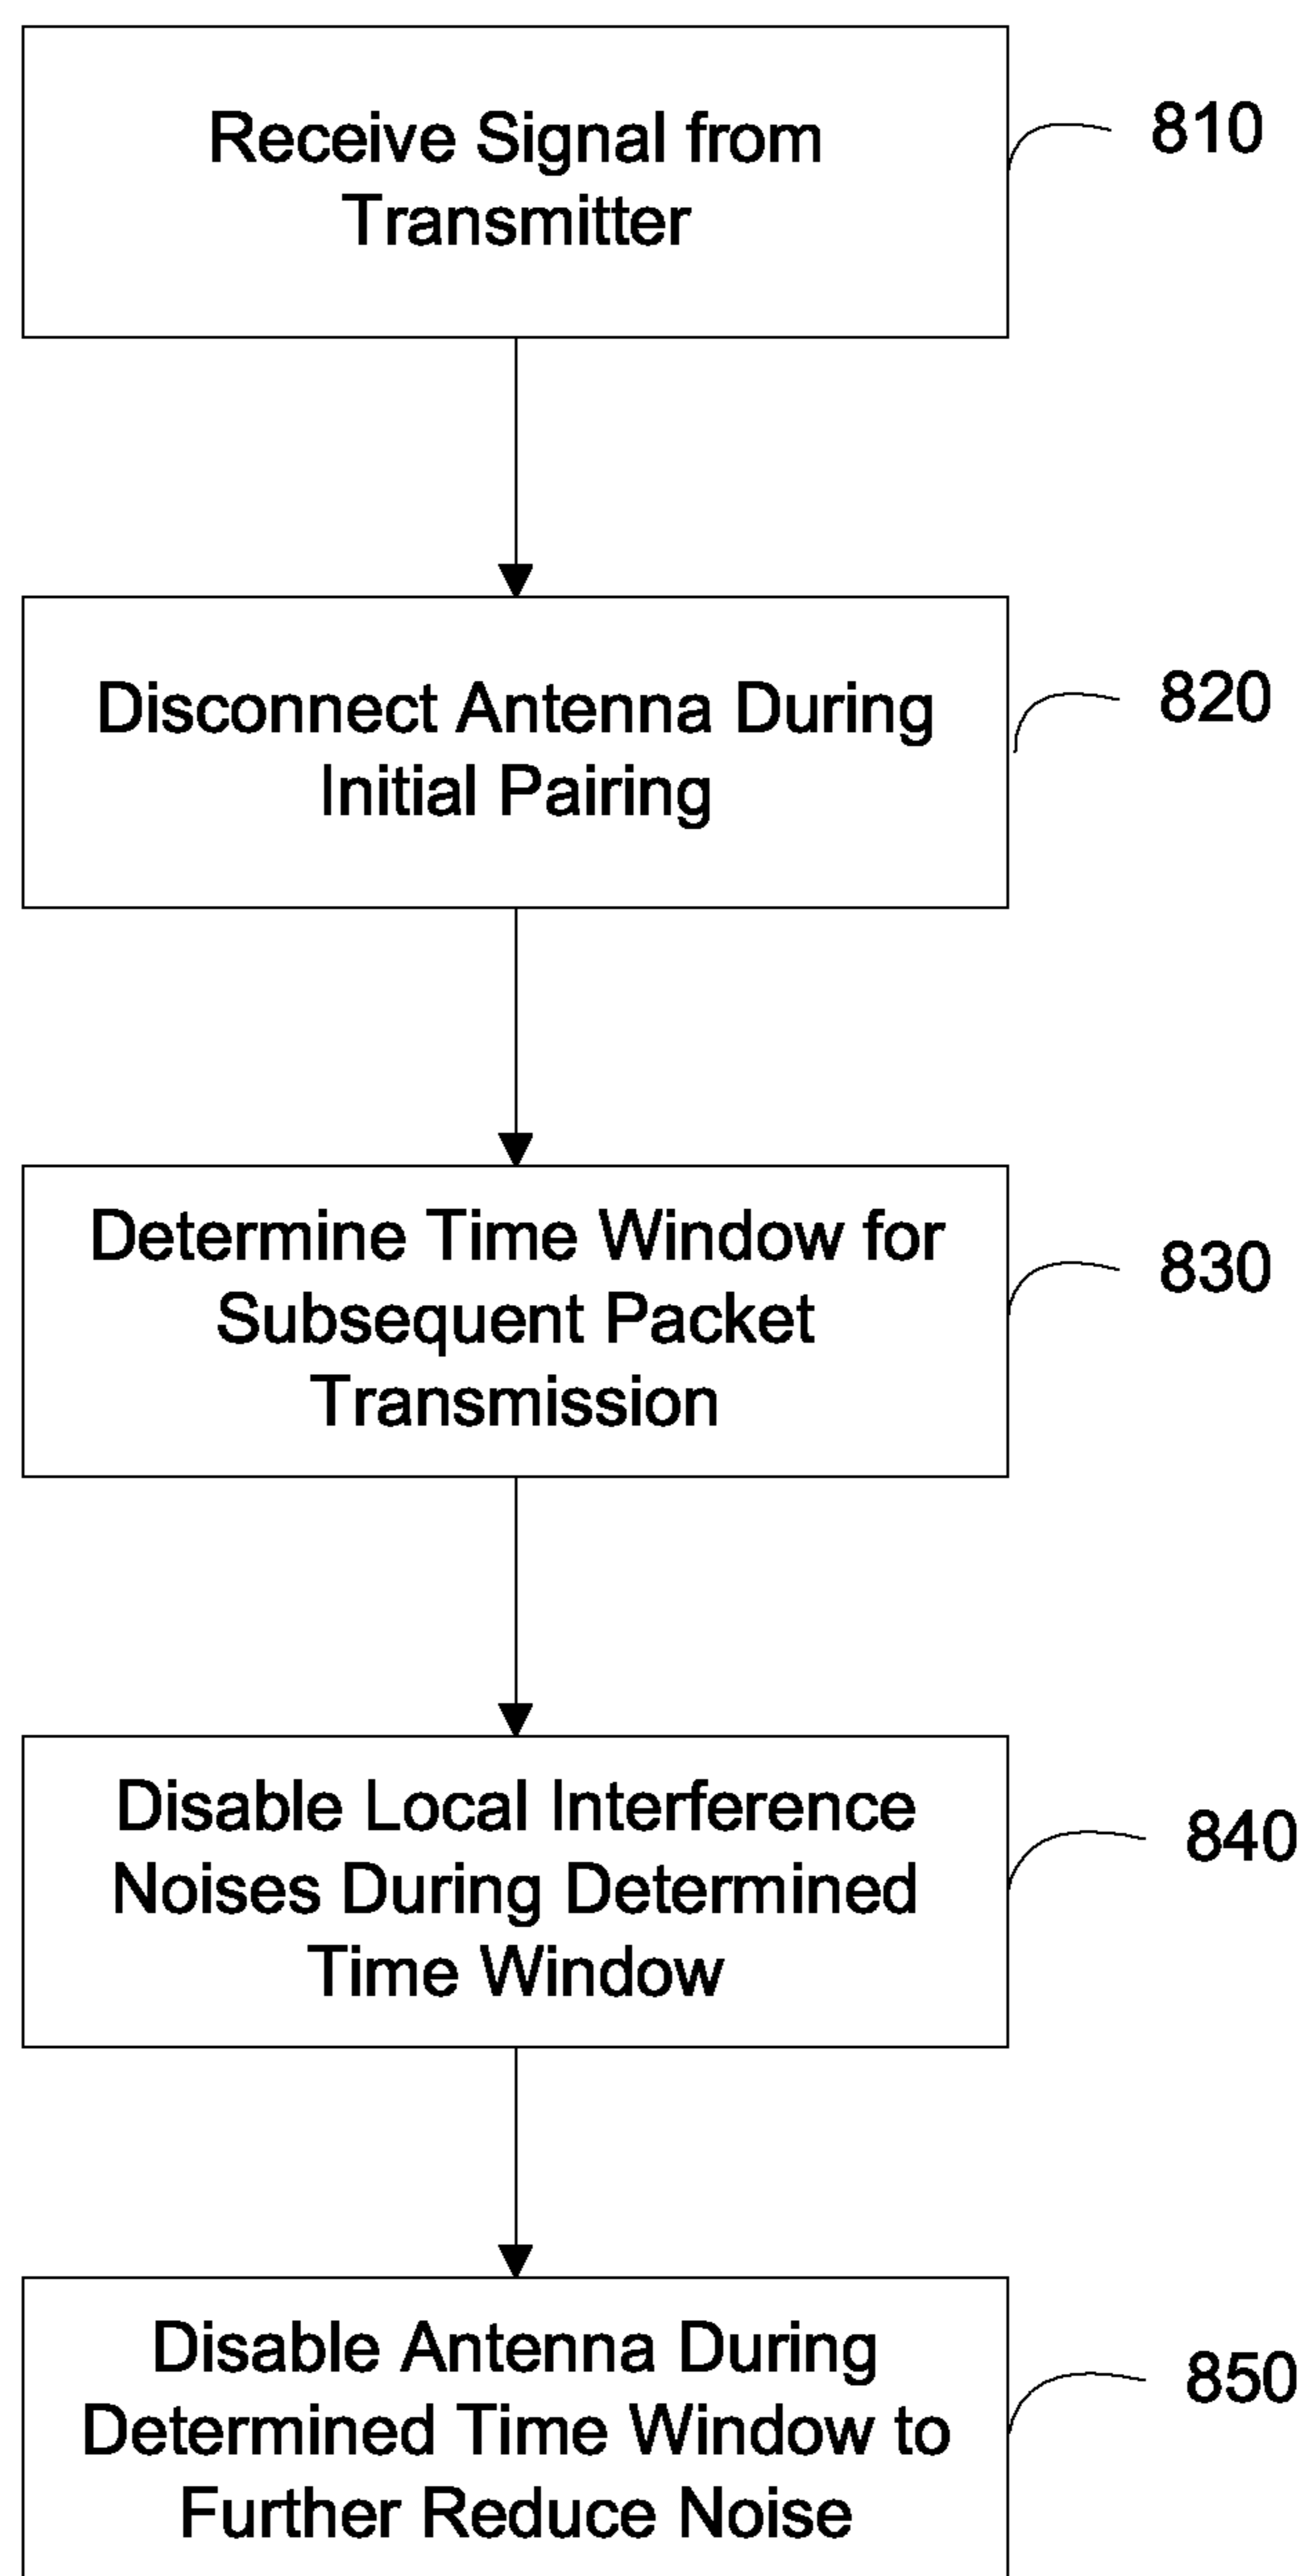 Receive Signal from
Transmitter
810
Disconnect Antenna During
Initial Pairing
820
Determine Time Window for
Subsequent Packet
Transmission
830
Disable Local Interference
Noises During Determined
Time Window
840
Disable Antenna During
Determined Time Window to
Further Reduce Noise
850